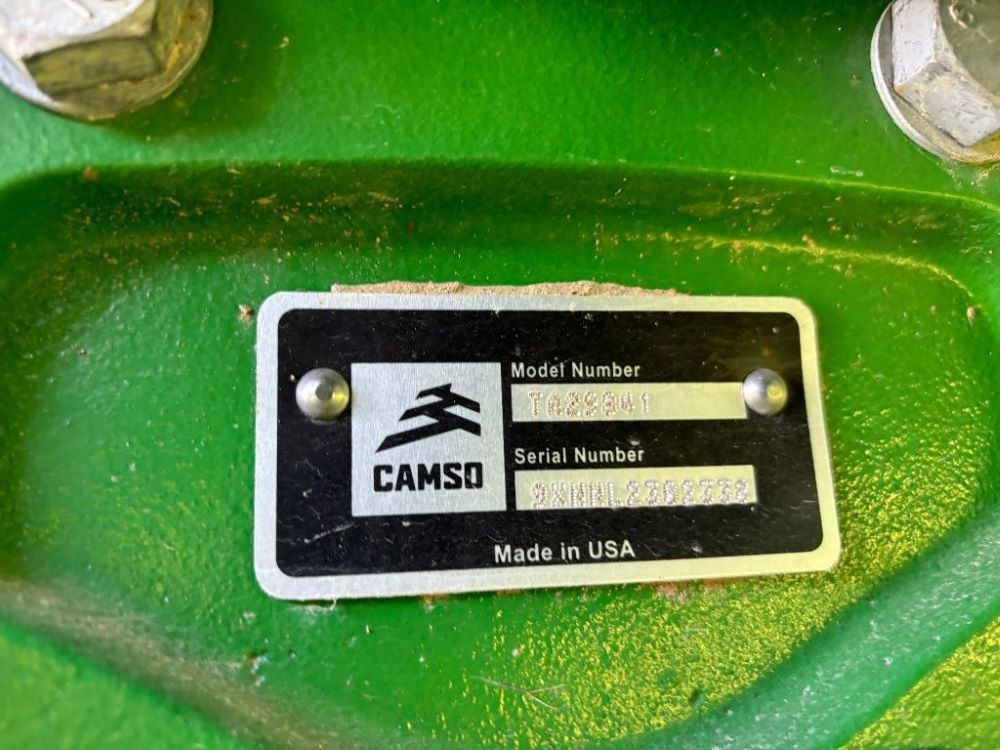 Model Number
CAMSO
Serial Number
Made in USA